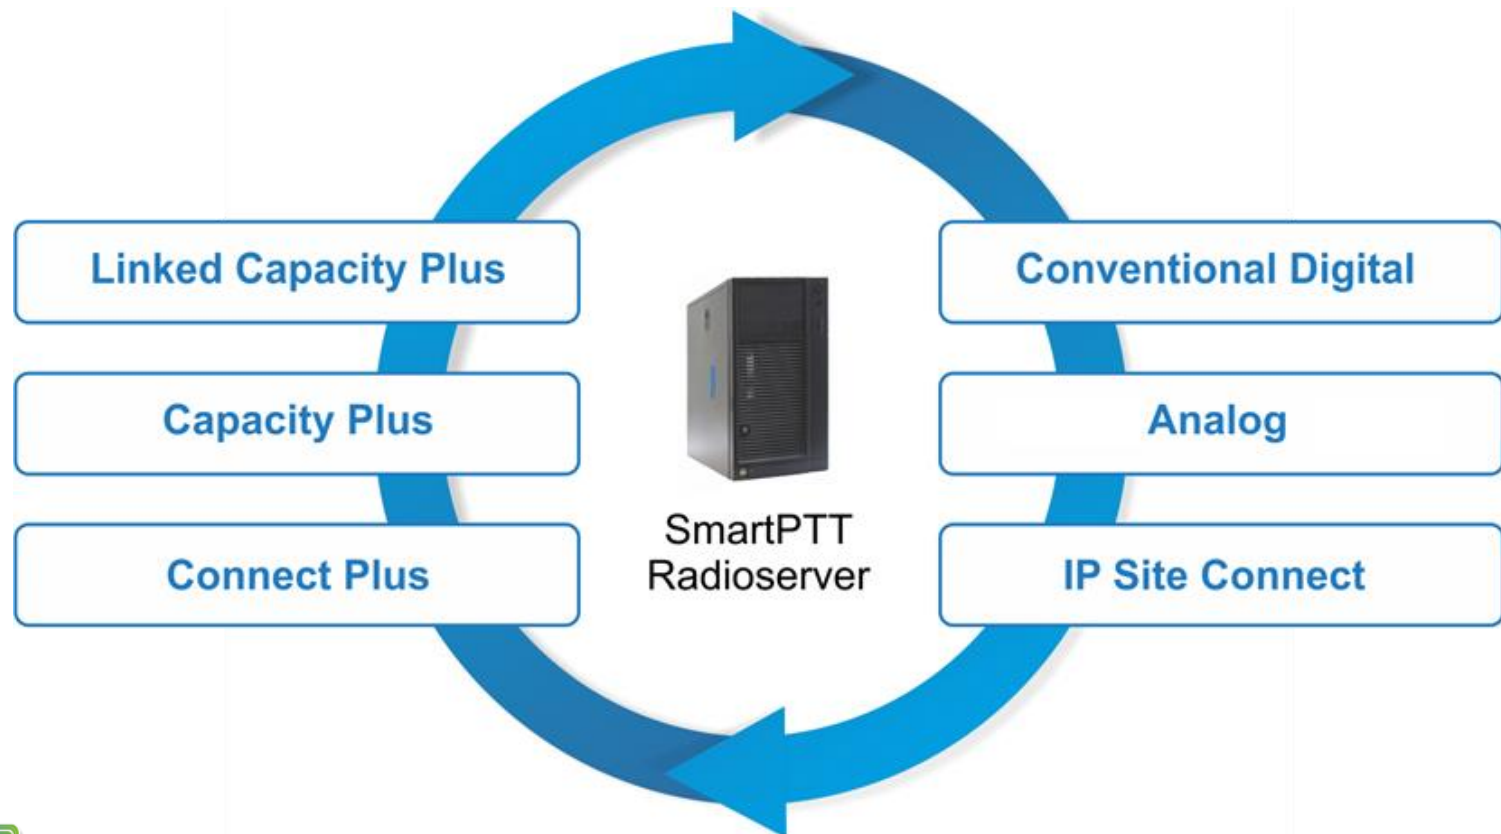 Linked Capacity Plus
Capacity Plus
Connect Plus
SmartPTT
Radioserver
Conventional Digital
Analog
IP Site Connect